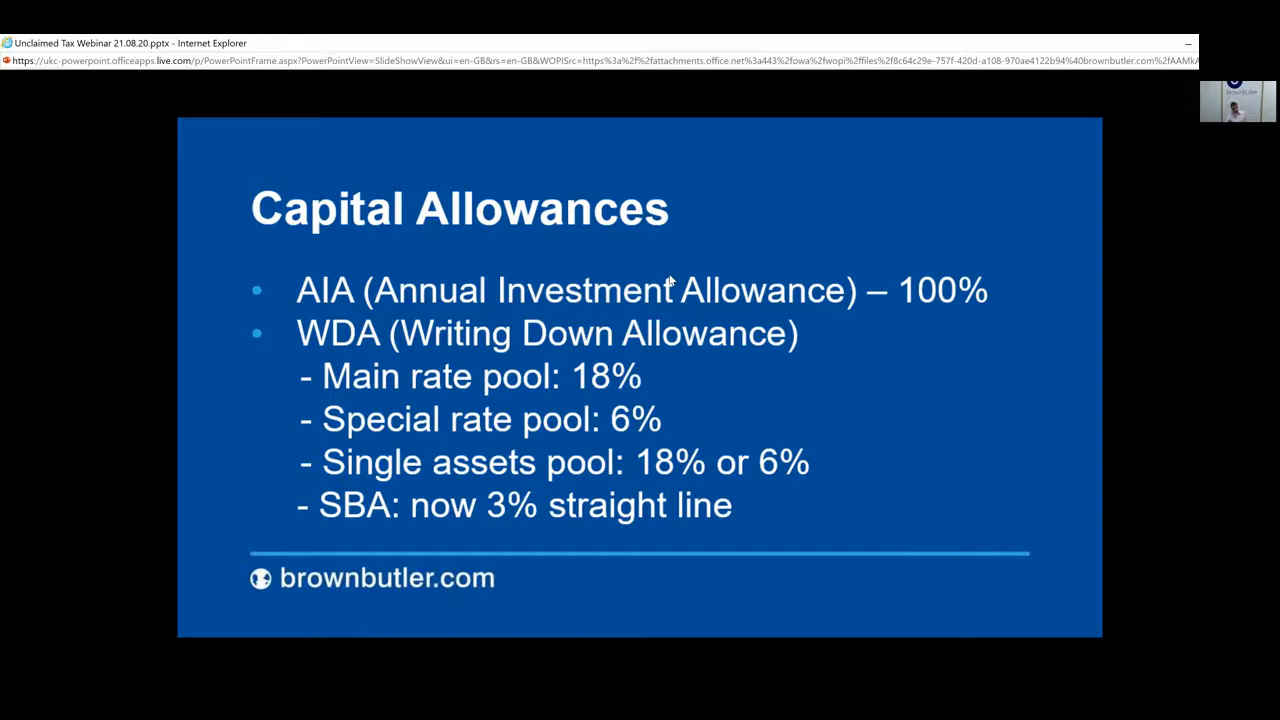 Unclaimed Tax Webinar 21.08.20.pptx - Internet Explorer
https://ukc-powerpoint.officeapps.live.com/p/PowerPointFrame.aspx?PowerPointView=SlideShowView&ui=en-GB&rs=en-GB&WOPISrc=https%3a%2f%2fattachments.office.net%3a443%2fowa%2fwopi%2ffiles%2f8c64c29e-757f-420d-a108-970ae4122b94%40brownbutler.com%2fAAMkA
BrownButler
Capital Allowances
• AIA (Annual Investment Allowance) – 100%
• WDA (Writing Down Allowance)
- Main rate pool: 18%
- Special rate pool: 6%
- Single assets pool: 18% or 6%
- SBA: now 3% straight line
brownbutler.com